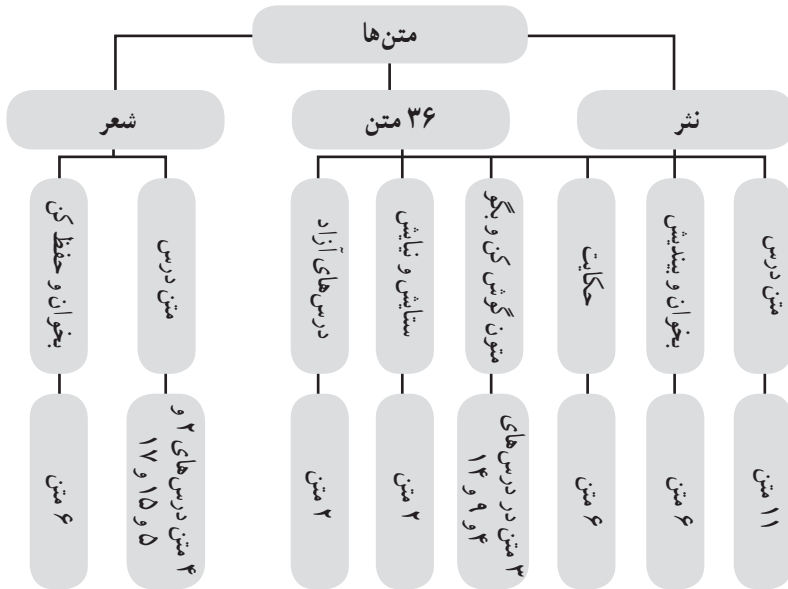 متن‌ها
نثر
۳۶ متن
شعر
متن درس
بخوان و بیندیش
حکایت
متون گوش کن و بگو
ستایش و نیایش
درس‌های آزاد
متن درس
بخوان و حفظ کن
۱۱ متن
۶ متن
۶ متن
۳ متن در درس‌های
۴ و ۹ و ۱۴
۲ متن
۲ متن
۴ متن درس‌های ۲ و
۵ و ۱۵ و ۱۷
۶ متن